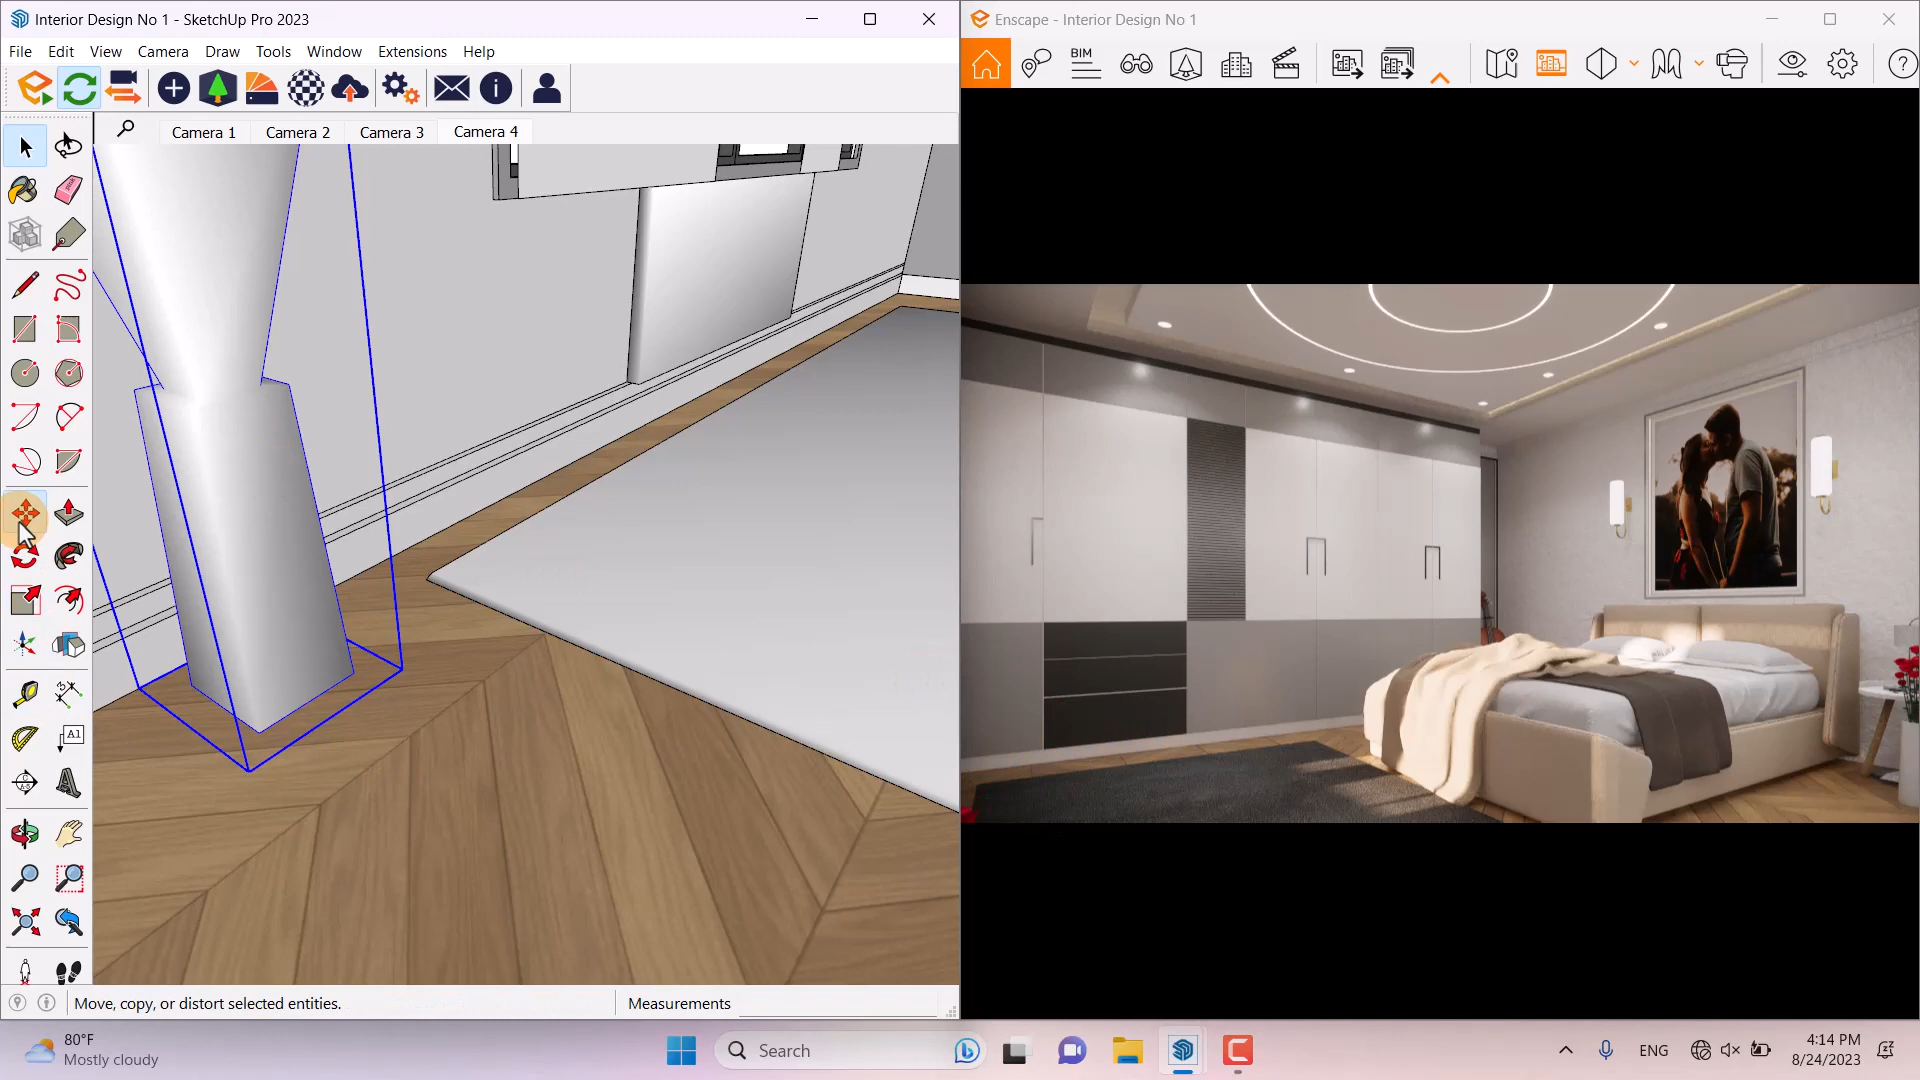 Interior Design No 1 - SketchUp Pro 2023
File Edit View Camera Draw Tools Window Extensions Help
Camera 1 Camera 2 Camera 3 Camera 4
A1
Move, copy, or distort selected entities.
Measurements
Enscape - Interior Design No 1
BIM
80°F
Mostly cloudy
Search
ENG
4:14 PM
8/24/2023